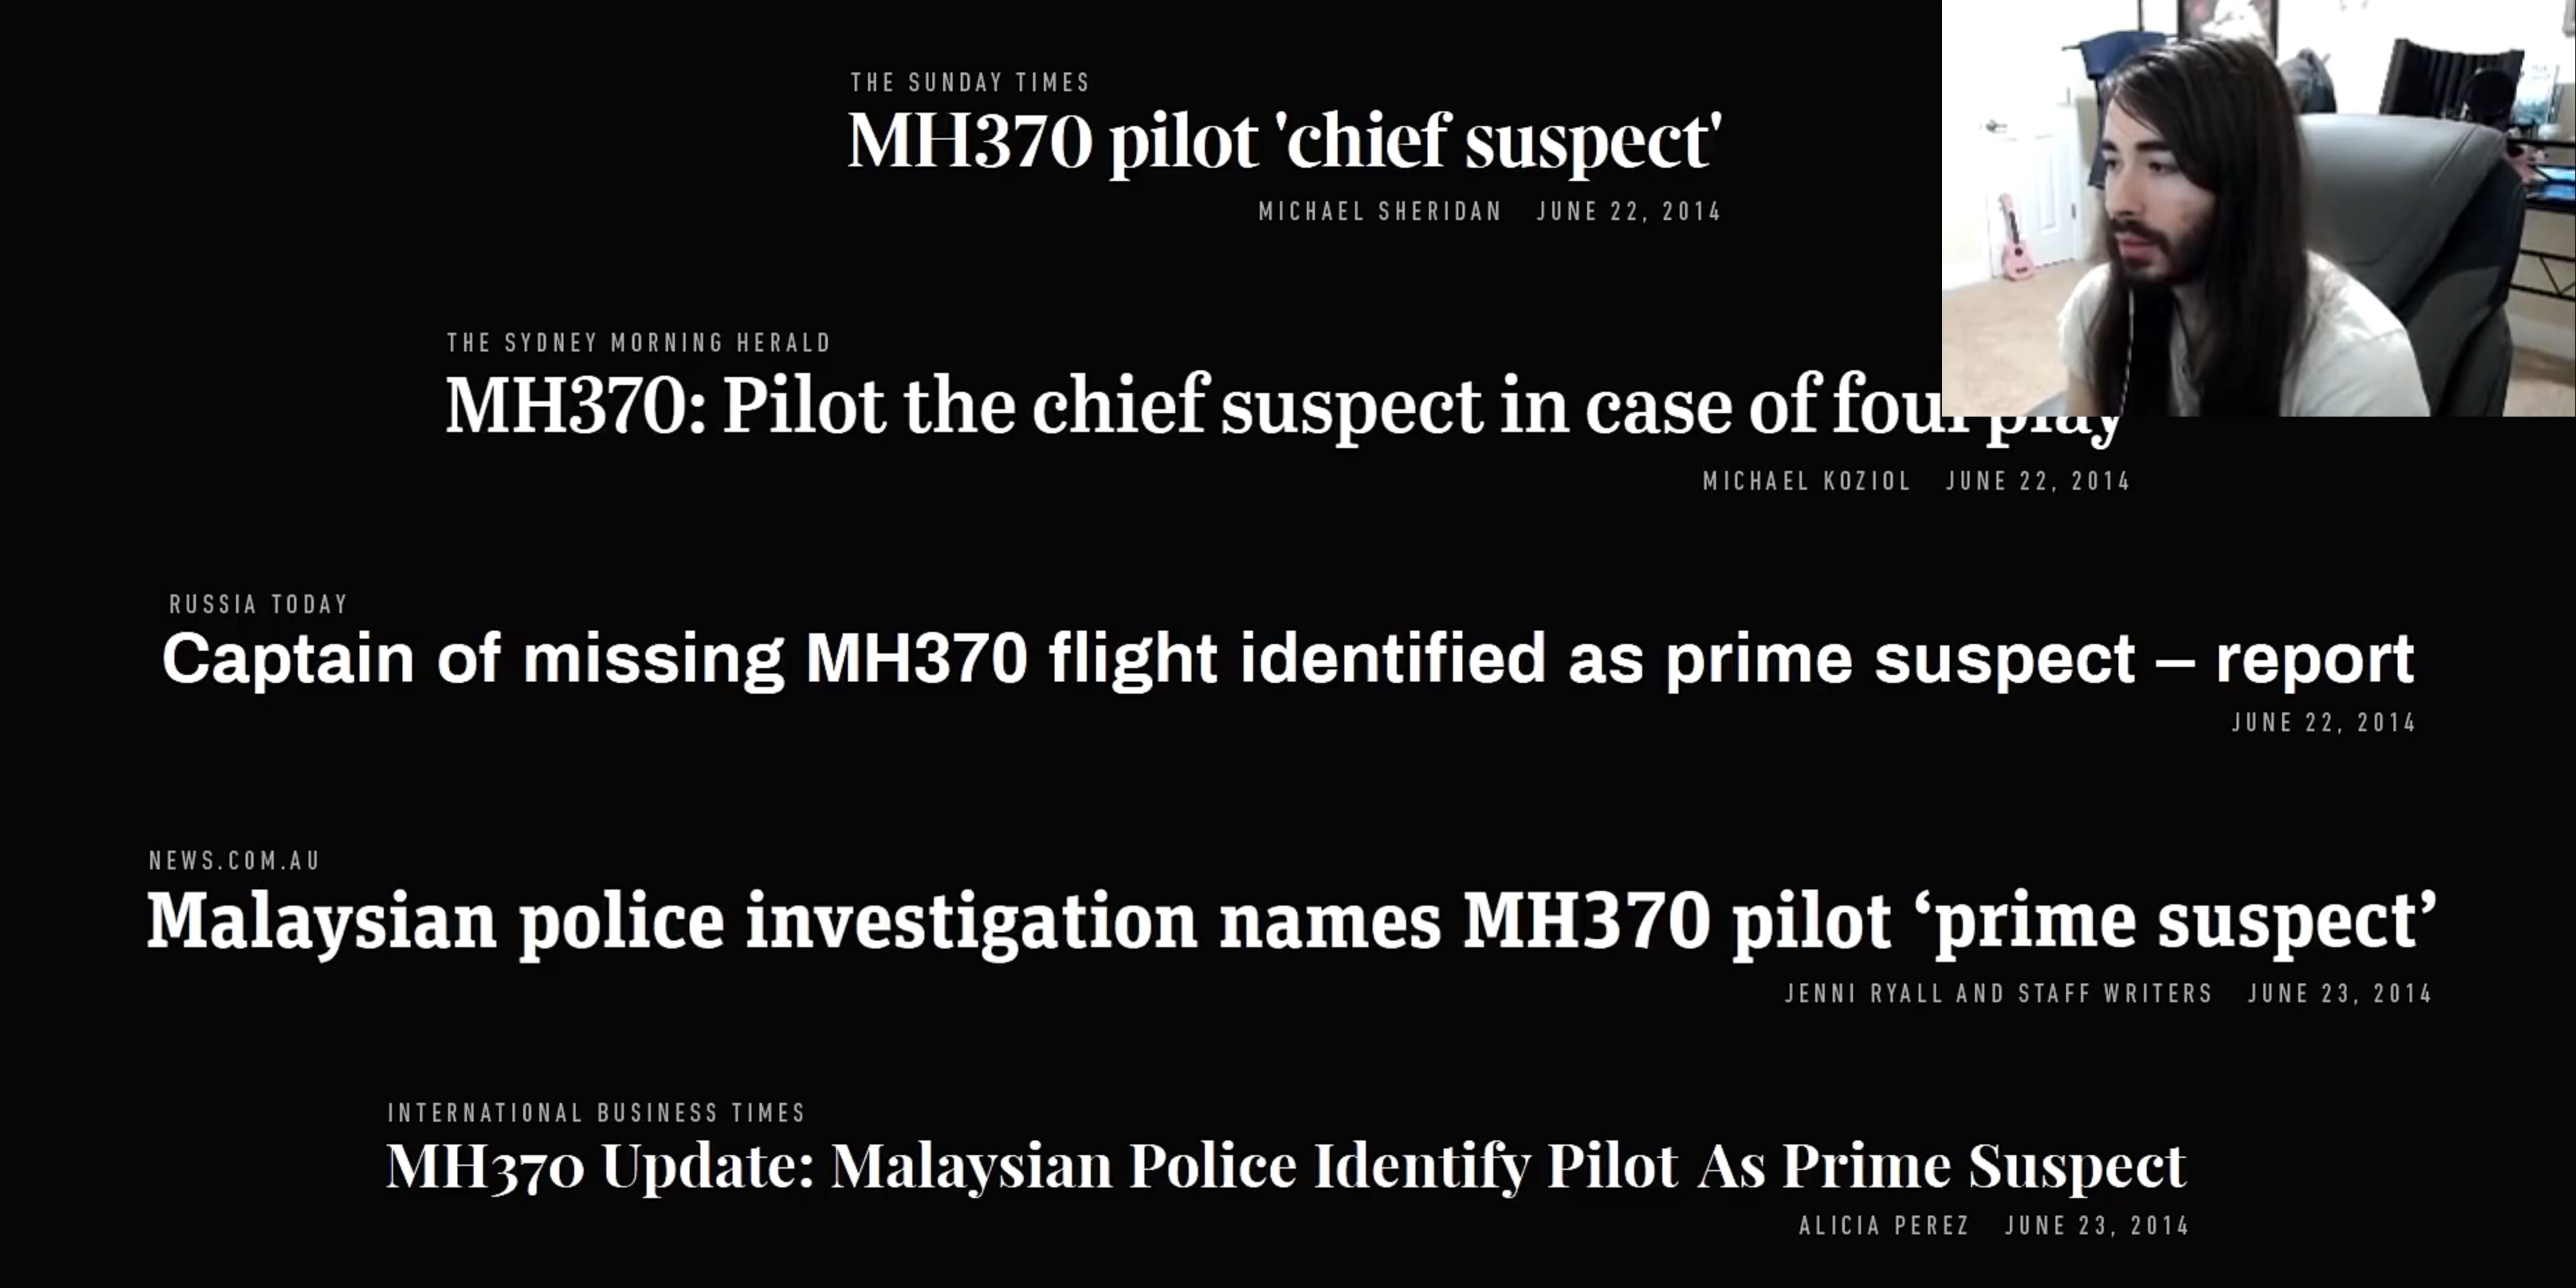 THE SUNDAY TIMES
MH370 pilot 'chief suspect'
MICHAEL SHERIDAN JUNE 22, 2014
THE SYDNEY MORNING HERALD
MH370: Pilot the chief suspect in case of foul play
MICHAEL KOZIOL JUNE 22, 2014
RUSSIA TODAY
Captain of missing MH370 flight identified as prime suspect – report
JUNE 22, 2014
NEWS.COM.AU
Malaysian police investigation names MH370 pilot ‘prime suspect’
JENNI RYALL AND STAFF WRITERS JUNE 23, 2014
INTERNATIONAL BUSINESS TIMES
MH370 Update: Malaysian Police Identify Pilot As Prime Suspect
ALICIA PEREZ JUNE 23, 2014